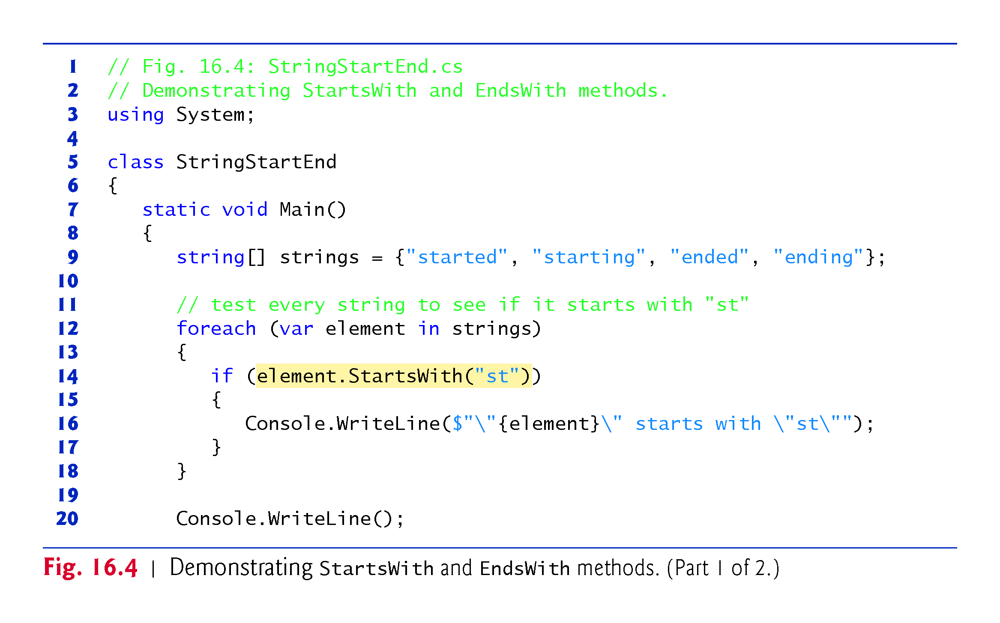 1 // Fig. 16.4: StringStartEnd.cs
2 // Demonstrating StartsWith and EndsWith methods.
3 using System;
4
5 class StringStartEnd
6 {
7    static void Main()
8    {
9       string[] strings = {"started", "starting", "ended", "ending"};
10
11       // test every string to see if it starts with "st"
12       foreach (var element in strings)
13       {
14          if (element.StartsWith("st"))
15          {
16             Console.WriteLine($"\"{element}\" starts with \"st\"");
17          }
18       }
19
20       Console.WriteLine();
Fig. 16.4 | Demonstrating StartsWith and EndsWith methods. (Part 1 of 2.)